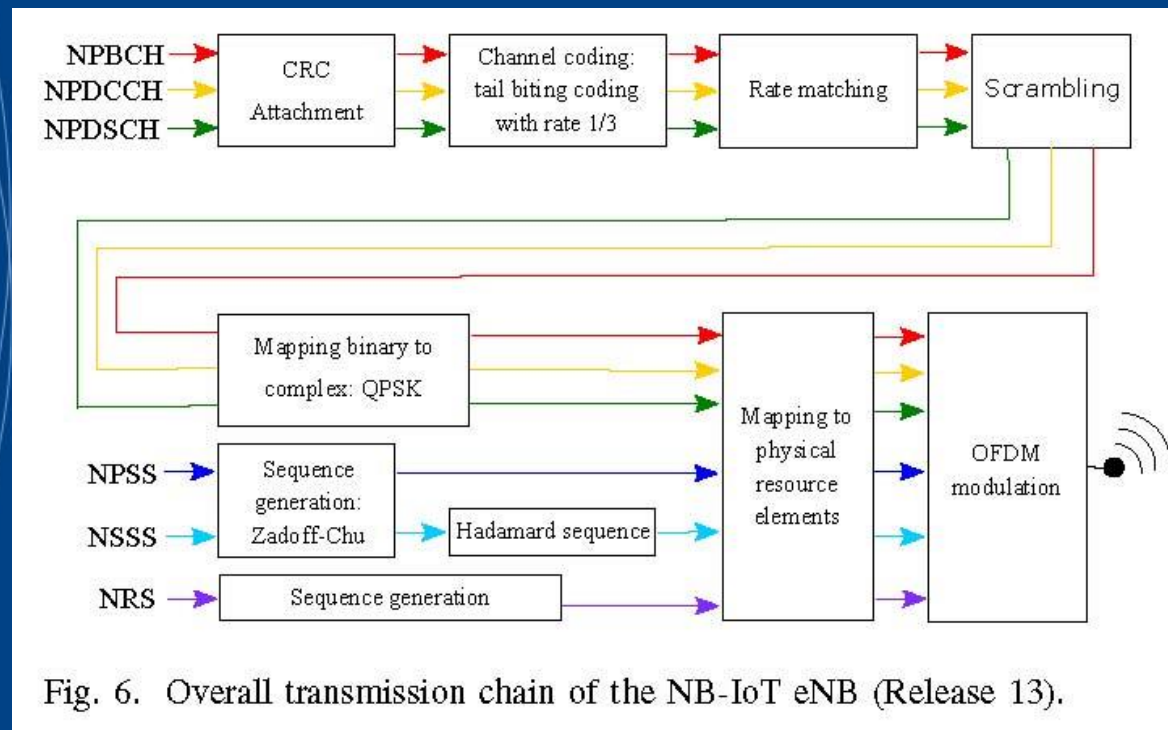 NPBCH
NPDCCH
NPDSCH
CRC
Attachment
Channel coding:
tail biting coding
with rate 1/3
Rate matching
Scrambling
Mapping binary to
complex: QPSK
NPSS
NSSS
Sequence
generation:
Zadoff-Chu
Hadamard sequence
NRS
Sequence generation
Mapping to
physical
resource
elements
OFDM
modulation
Fig. 6. Overall transmission chain of the NB-IoT eNB (Release 13).